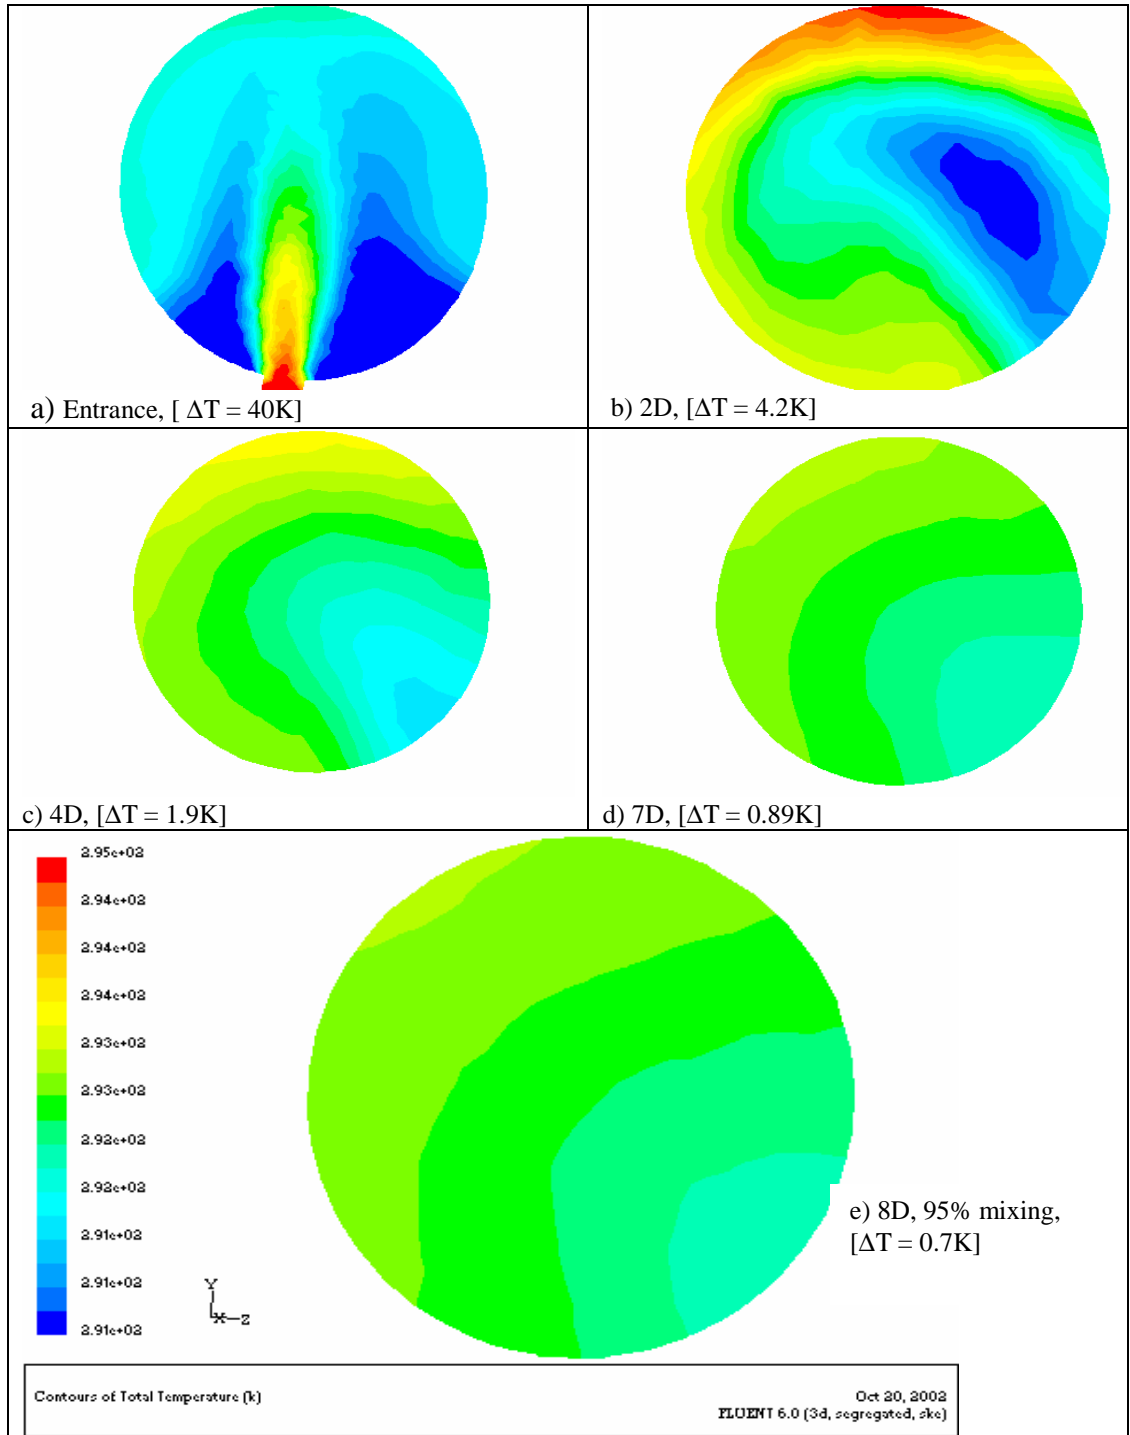 a) Entrance, [ ΔT = 40K]
b) 2D, [ΔT = 4.2K]
c) 4D, [ΔT = 1.9K]
d) 7D, [ΔT = 0.89K]
2.95e+02
2.94e+02
2.94e+02
2.94e+02
2.93e+02
2.93e+02
2.92e+02
2.92e+02
2.91e+02
2.91e+02
2.91e+02
Y
X
Z
e) 8D, 95% mixing,
[ΔT = 0.7K]
Contours of Total Temperature (k)
Oct 20, 2002
FLUENT 6.0 (3d, segregated, ske)